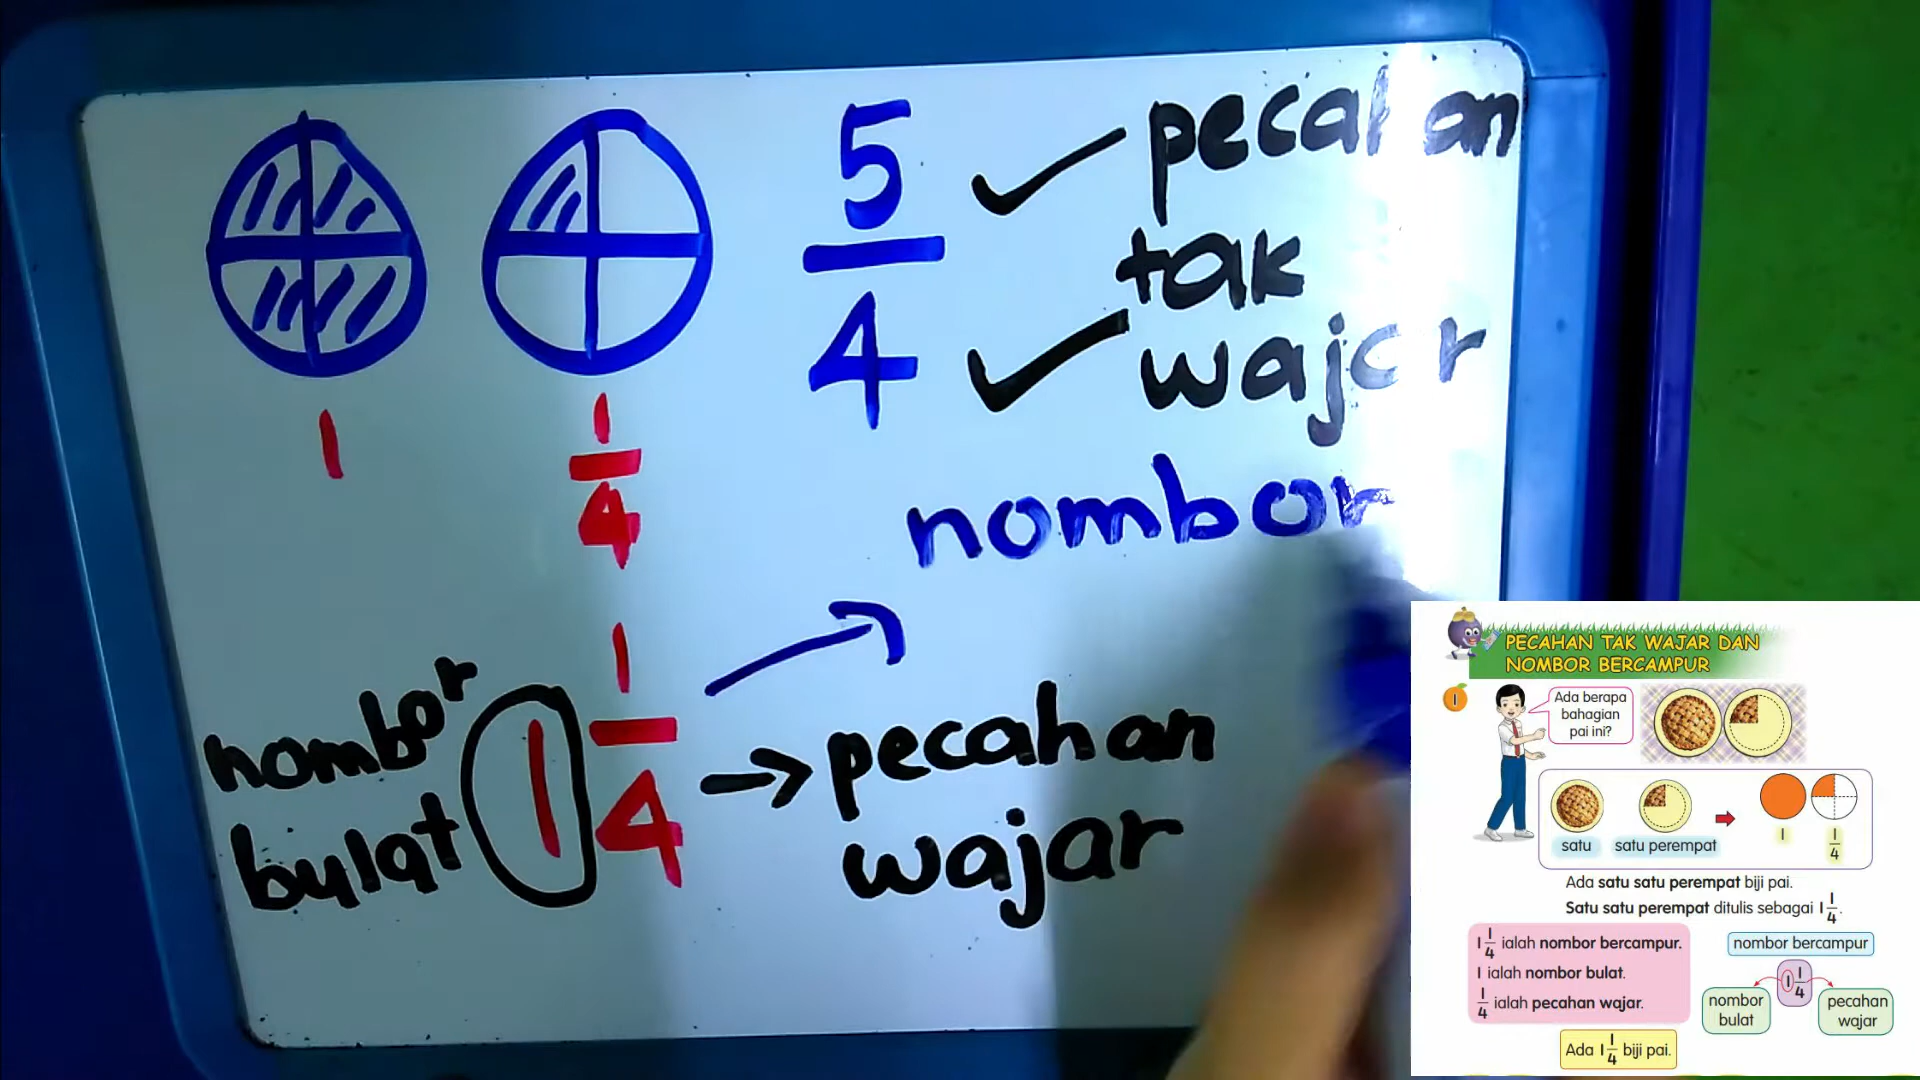 5/4
pecahan
tak
wajar
1
1/4
nombor
nombor
bulat
1 1/4
pecahan
wajar
PECAHAN TAK WAJAR DAN
NOMBOR BERCAMPUR
1
Ada berapa
bahagian
pai ini?
satu
satu perempat
1
1/4
Ada satu satu perempat biji pai.
Satu satu perempat ditulis sebagai 1 1/4.
1 1/4 ialah nombor bercampur.
1 ialah nombor bulat.
1/4 ialah pecahan wajar.
nombor bercampur
1 1/4
nombor
bulat
pecahan
wajar
Ada 1 1/4 biji pai.